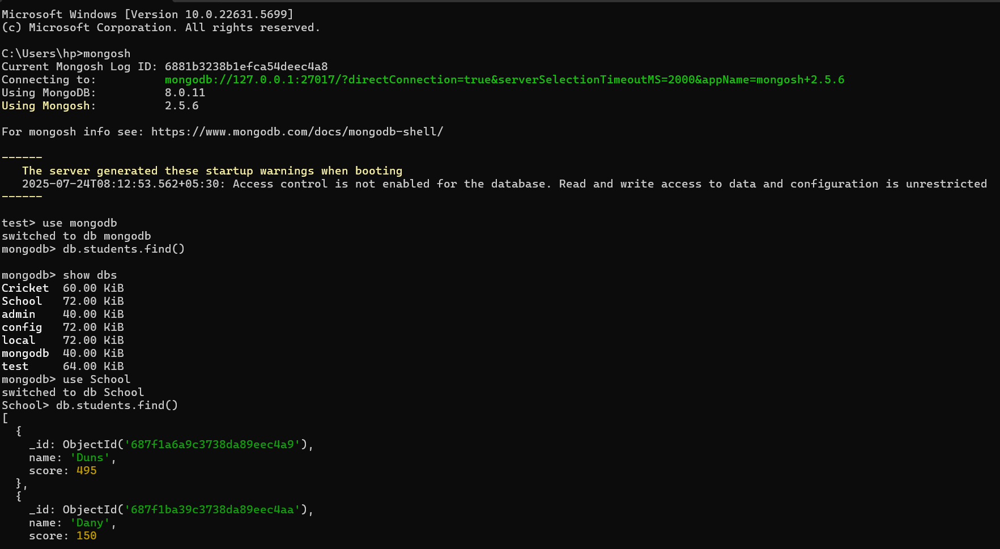 Microsoft Windows [Version 10.0.22631.5699]
(c) Microsoft Corporation. All rights reserved.
C:\Users\hp>mongosh
Current Mongosh Log ID: 6881b3238b1efca54deec4a8
Connecting to:          mongodb://127.0.0.1:27017/?directConnection=true&serverSelectionTimeoutMS=2000&appName=mongosh+2.5.6
Using MongoDB:          8.0.11
Using Mongosh:          2.5.6
For mongosh info see: https://www.mongodb.com/docs/mongodb-shell/
------
   The server generated these startup warnings when booting
   2025-07-24T08:12:53.562+05:30: Access control is not enabled for the database. Read and write access to data and configuration is unrestricted
------
test> use mongodb
switched to db mongodb
mongodb> db.students.find()
mongodb> show dbs
Cricket  60.00 KiB
School   72.00 KiB
admin    40.00 KiB
config   72.00 KiB
local    72.00 KiB
mongodb  40.00 KiB
test     64.00 KiB
mongodb> use School
switched to db School
School> db.students.find()
[
  {
    _id: ObjectId('687f1a6a9c3738da89eec4a9'),
    name: 'Duns',
    score: 495
  },
  {
    _id: ObjectId('687f1ba39c3738da89eec4aa'),
    name: 'Dany',
    score: 150